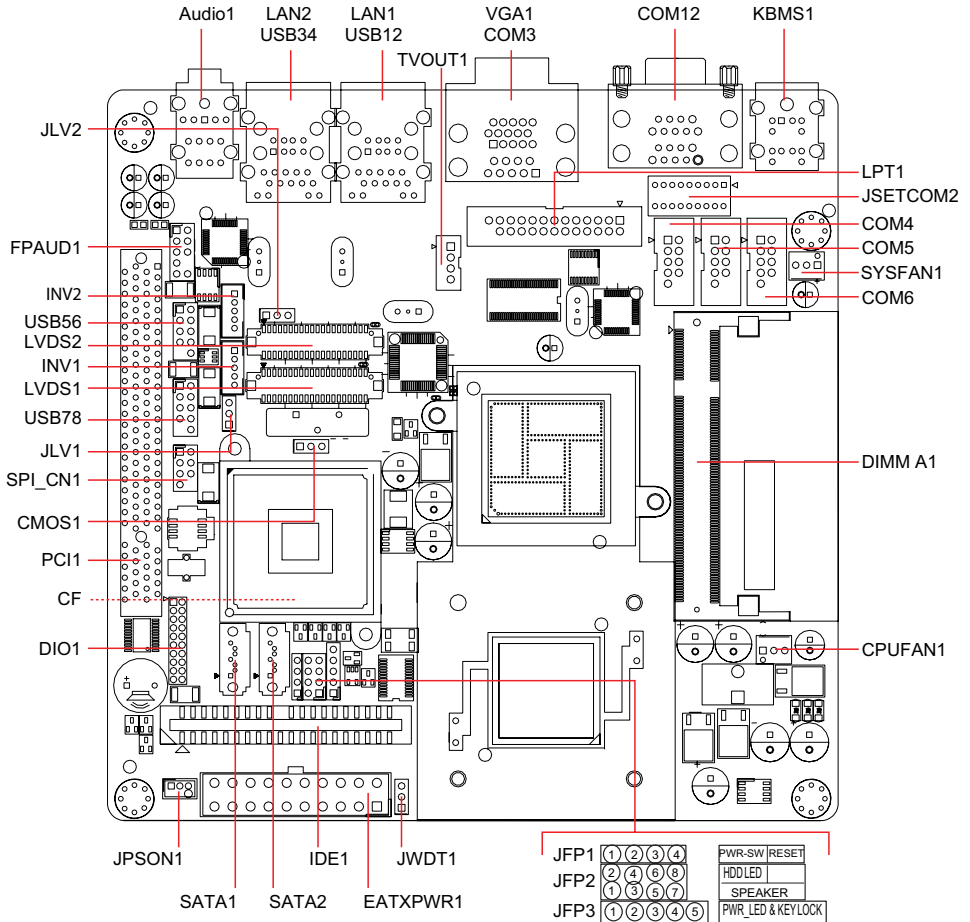 Audio1
LAN2
USB34
LAN1
USB12
VGA1
COM3
COM12
KBMS1
TVOUT1
JLV2
LPT1
JSETCOM2
COM4
FPAUD1
COM5
SYSFAN1
INV2
COM6
USB56
LVDS2
INV1
LVDS1
USB78
JLV1
DIMM A1
SPI_CN1
CMOS1
PCI1
CF
DIO1
CPUFAN1
JPSON1
IDE1
JWDT1
SATA1
SATA2
EATXPWR1
JFP1 1 2 3 4 PWR-SW RESET
JFP2 2 4 6 8 HDD LED
1 3 5 7 SPEAKER
JFP3 1 2 3 4 5 PWR_LED & KEYLOCK